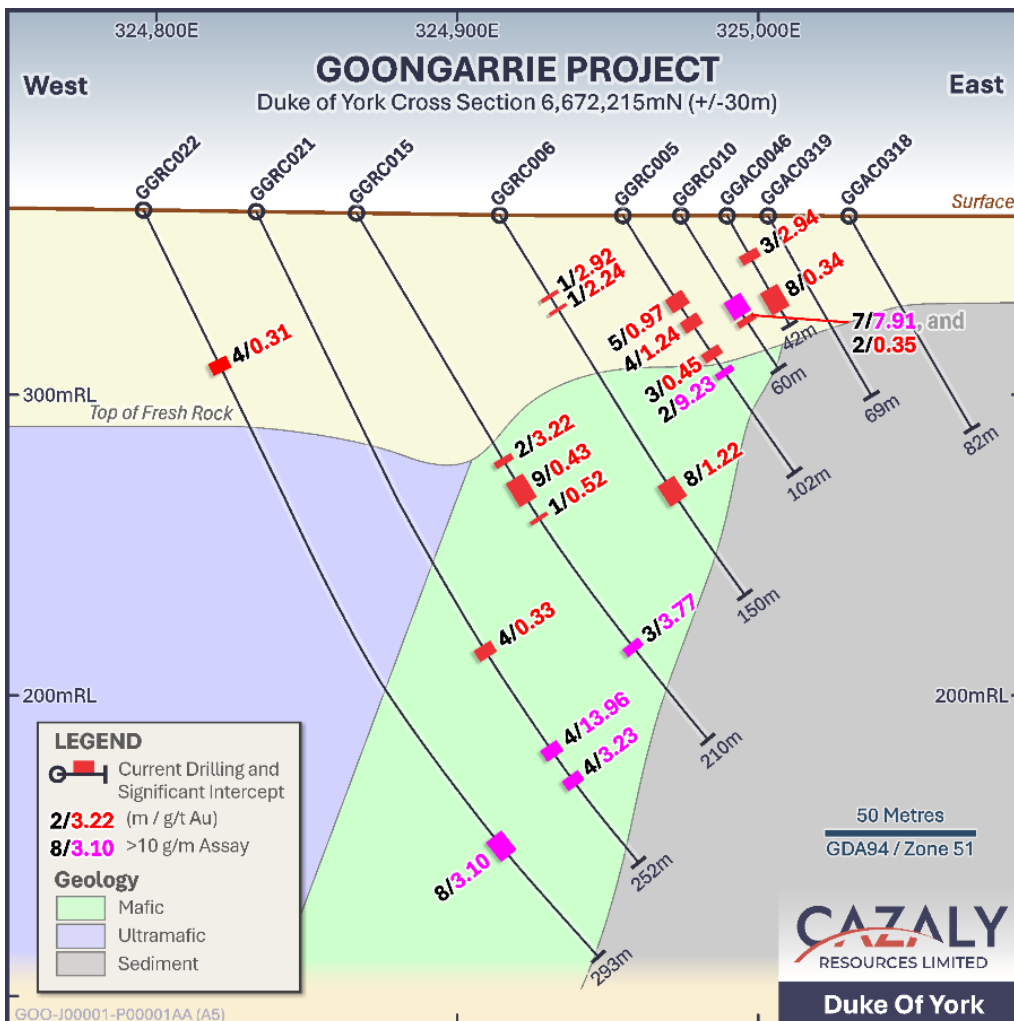 324,800E
324,900E
325,000E
West
GOONGARRIE PROJECT
East
Duke of York Cross Section 6,672,215mN (+/-30m)
GGRC022
GGRC021
GGRC015
GGRC006
GGRC005
GGRC010
GGAC0046
GGAC0319
GGAC0318
Surface
3/2.94
1/2.92
1/2.24
8/0.34
5/0.97
4/1.24
7/7.91, and
2/0.35
4/0.31
3/0.45
2/9.23
42m
60m
69m
82m
300mRL
Top of Fresh Rock
2/3.22
9/0.43
1/0.52
8/1.22
102m
150m
4/0.33
3/3.77
200mRL
200mRL
4/13.96
4/3.23
210m
8/3.10
252m
293m
LEGEND
Current Drilling and
Significant Intercept
2/3.22 (m / g/t Au)
8/3.10 >10 g/m Assay
Geology
Mafic
Ultramafic
Sediment
50 Metres
GDA94 / Zone 51
CAZALY
RESOURCES LIMITED
Duke Of York
GOO-J00001-P00001AA (A5)